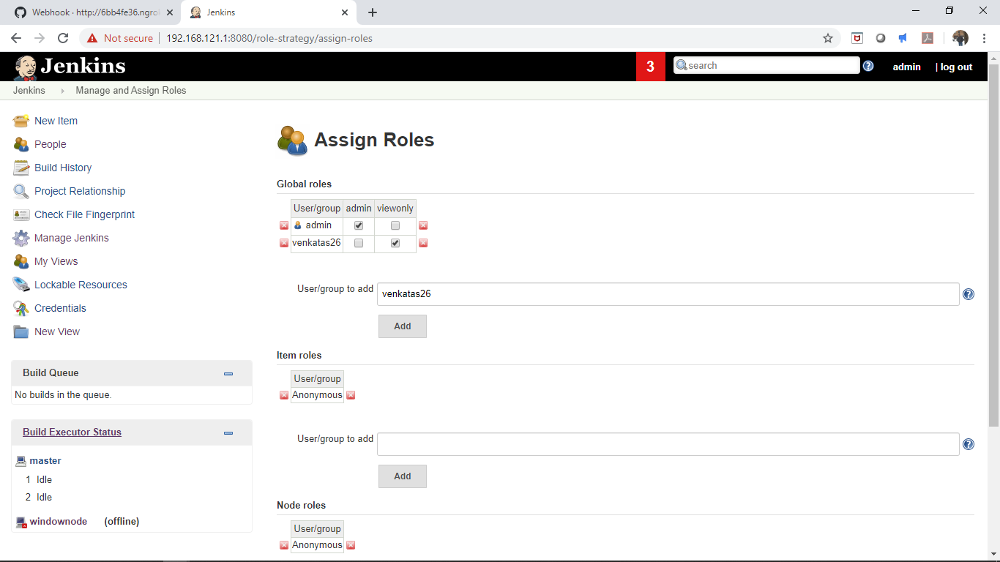 Webhook · http://6bb4fe36.ngro
Jenkins
Not secure 192.168.121.1:8080/role-strategy/assign-roles
Jenkins 3 search admin log out
Jenkins Manage and Assign Roles
New Item
People
Build History
Project Relationship
Check File Fingerprint
Manage Jenkins
My Views
Lockable Resources
Credentials
New View
Build Queue
No builds in the queue.
Build Executor Status
master
1 Idle
2 Idle
windownode (offline)
Assign Roles
Global roles
User/group admin viewonly
admin
venkatas26
User/group to add venkatas26
Add
Item roles
User/group
Anonymous
User/group to add
Add
Node roles
User/group
Anonymous